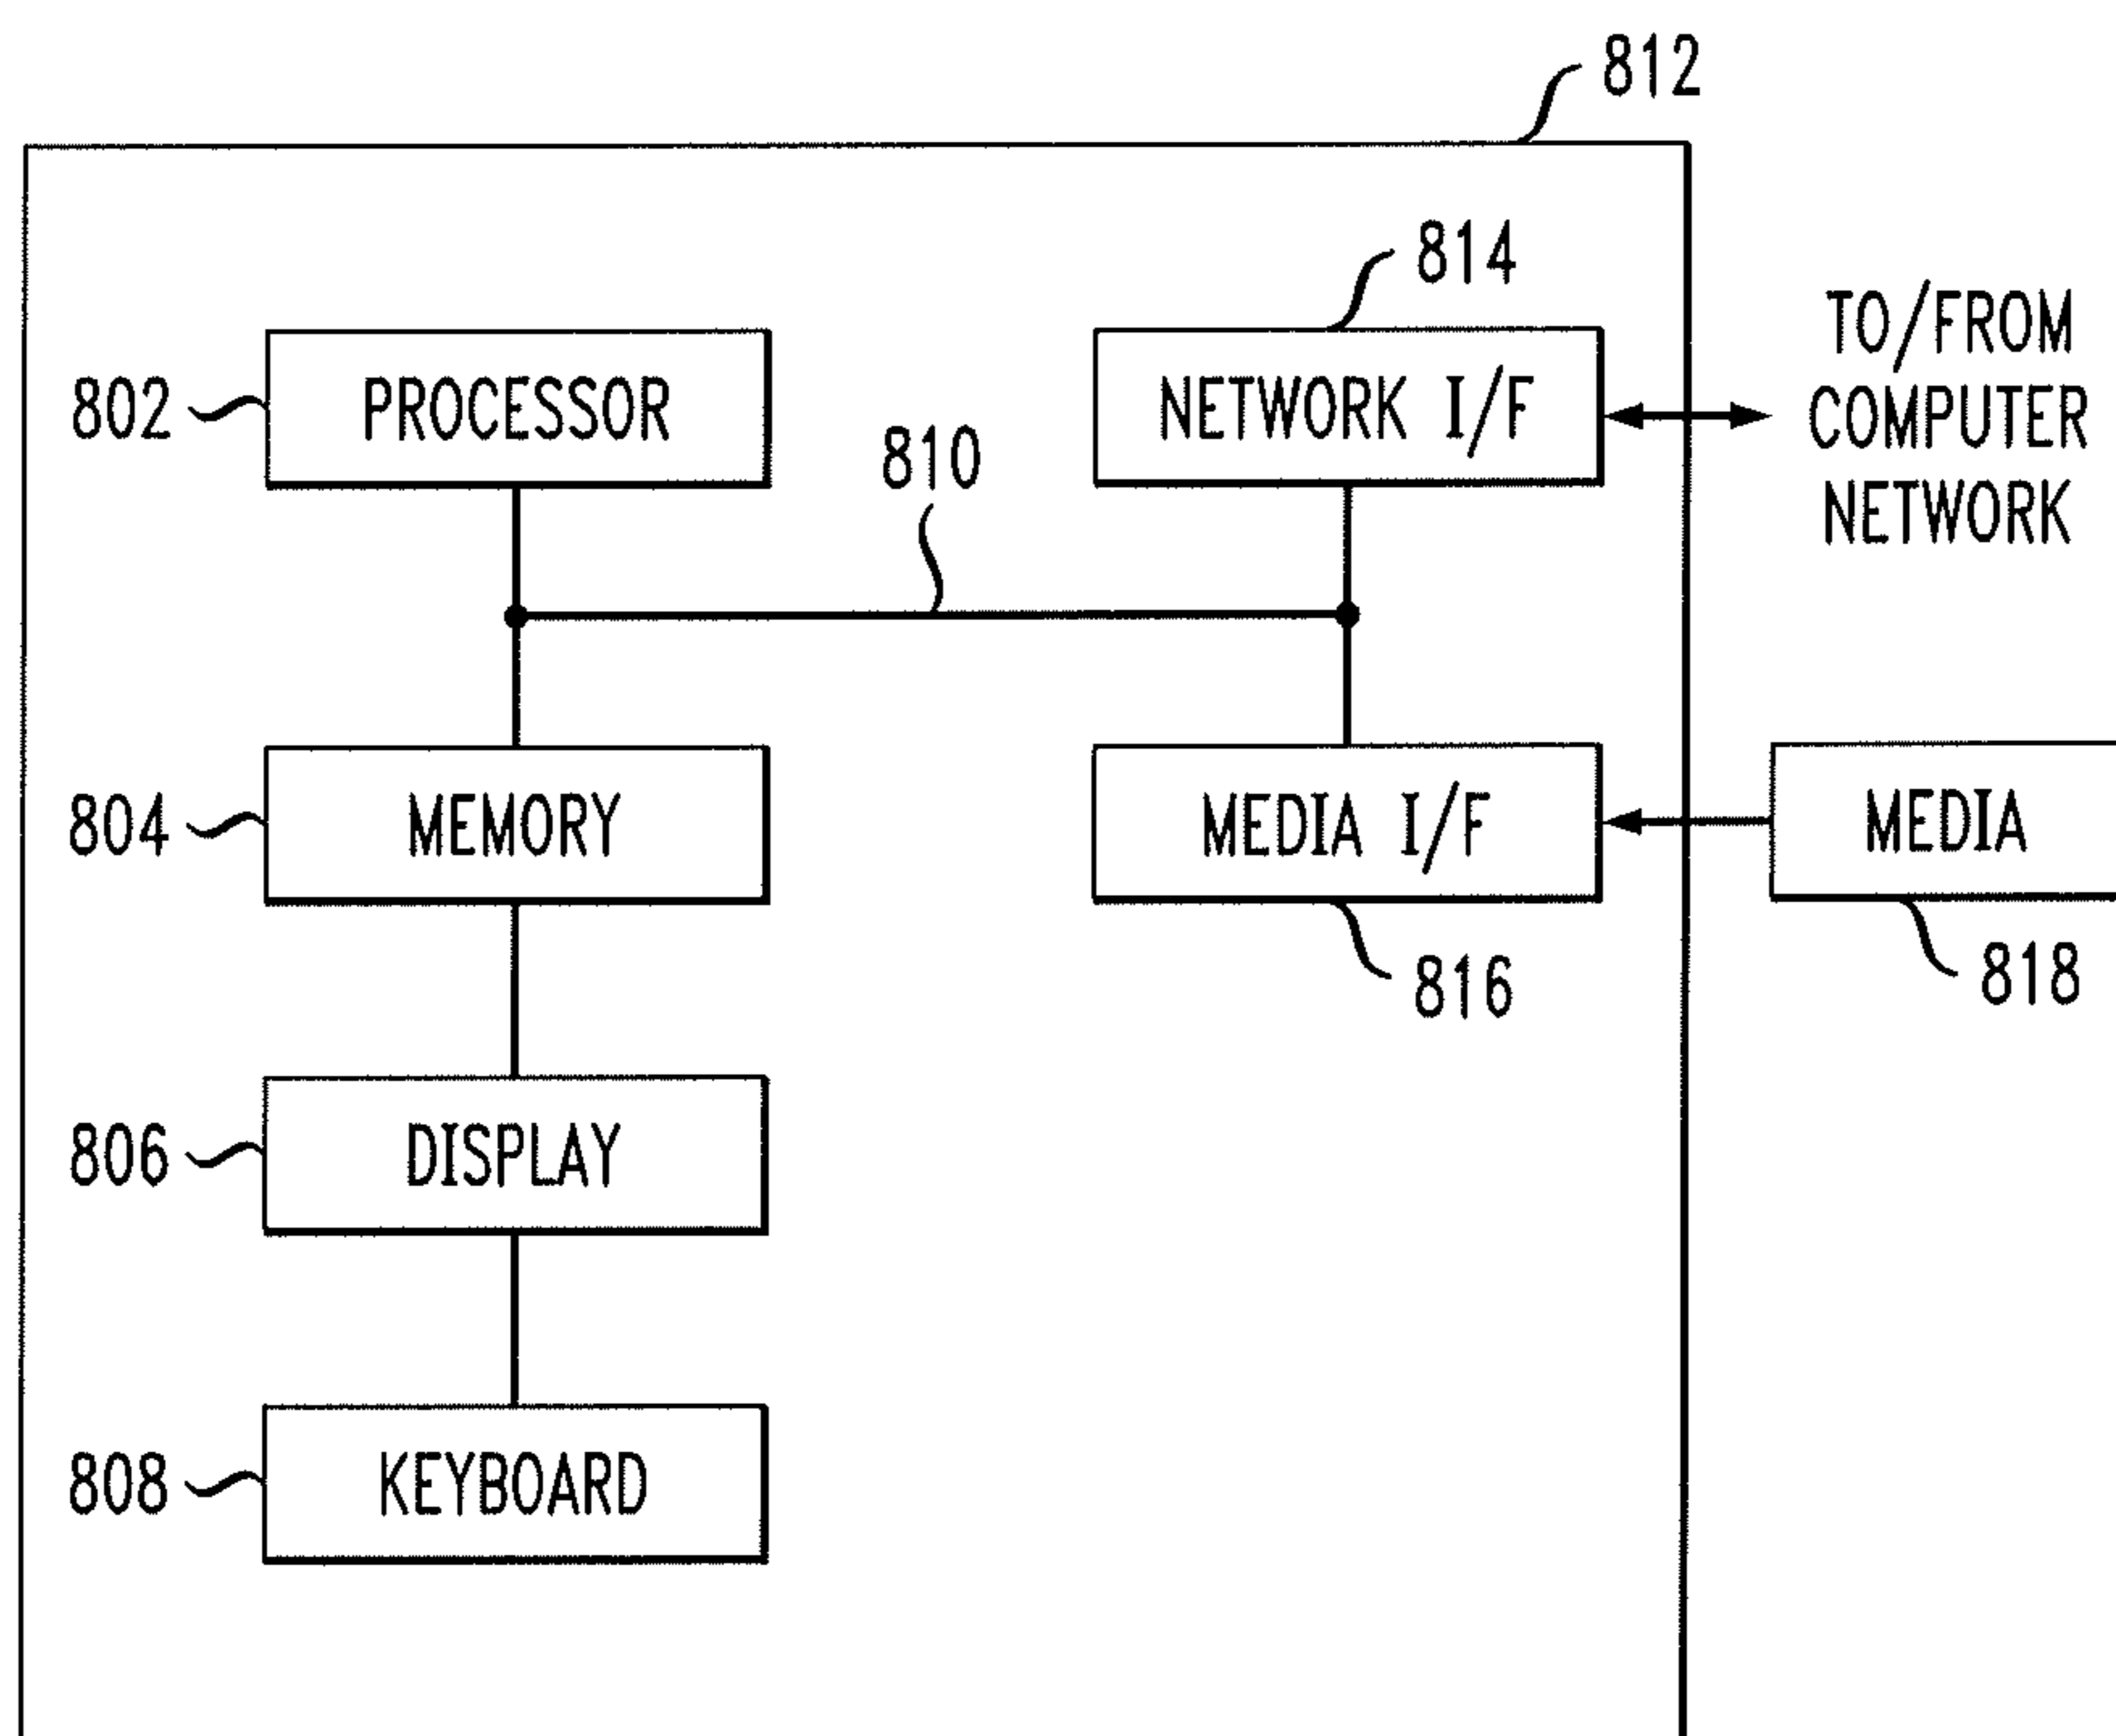 812
814
TO/FROM
COMPUTER
NETWORK
802
PROCESSOR
NETWORK I/F
810
804
MEMORY
MEDIA I/F
MEDIA
816
818
806
DISPLAY
808
KEYBOARD